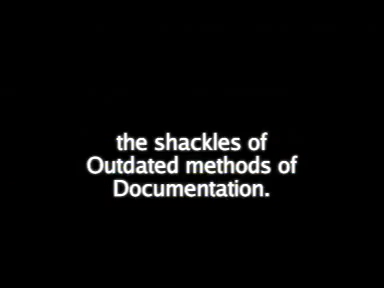 the shackles of
Outdated methods of
Documentation.